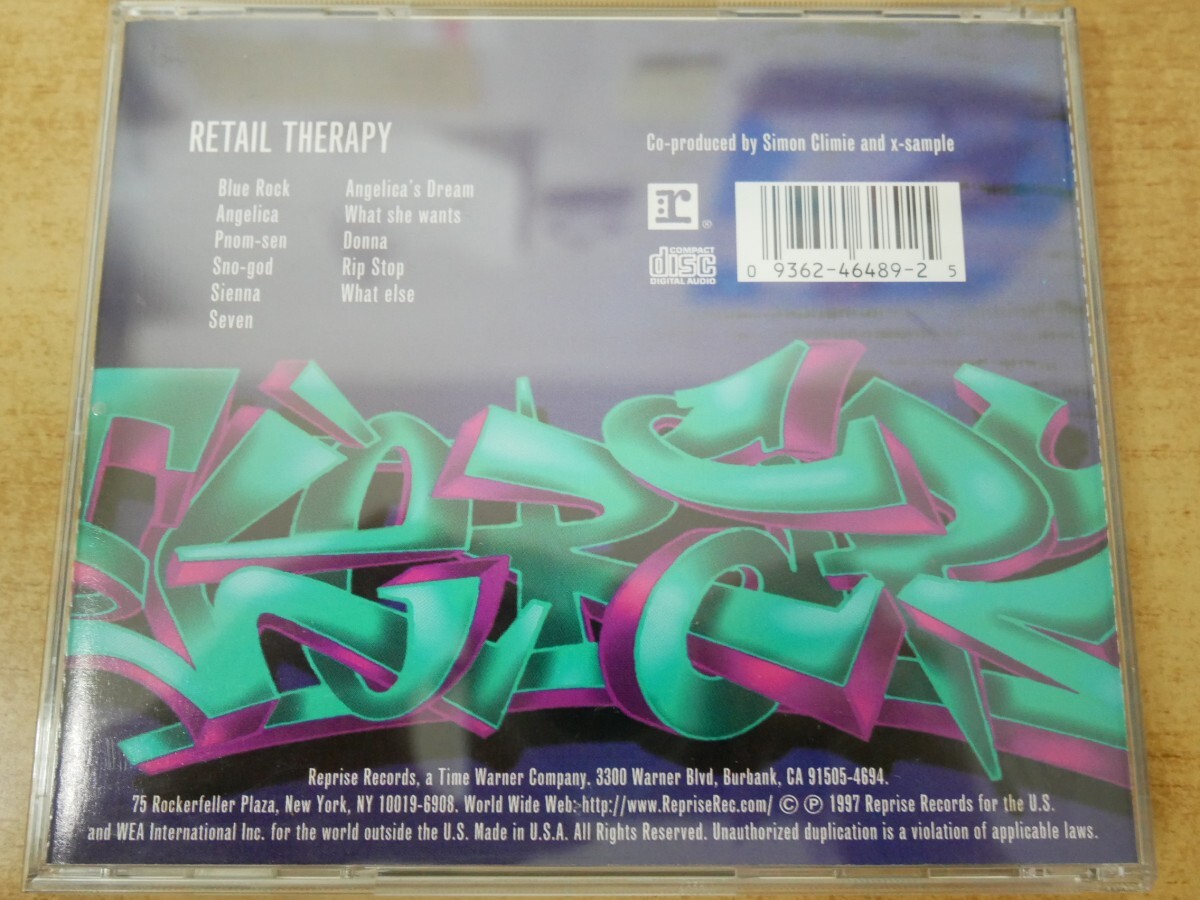 RETAIL THERAPY
Blue Rock
Angelica
Pnom-sen
Sno-god
Sienna
Seven
Angelica's Dream
What she wants
Donna
Rip Stop
What else
Co-produced by Simon Climie and x-sample
r ®
COMPACT
disc
DIGITAL AUDIO
0 9362-46489-2 5
Reprise Records, a Time Warner Company. 3300 Warner Blvd, Burbank, CA 91505-4694.
75 Rockerfeller Plaza, New York, NY 10019-6908. World Wide Web: http://www.RepriseRec.com/ © ℗ 1997 Reprise Records for the U.S.
and WEA International Inc. for the world outside the U.S. Made in U.S.A. All Rights Reserved. Unauthorized duplication is a violation of applicable laws.